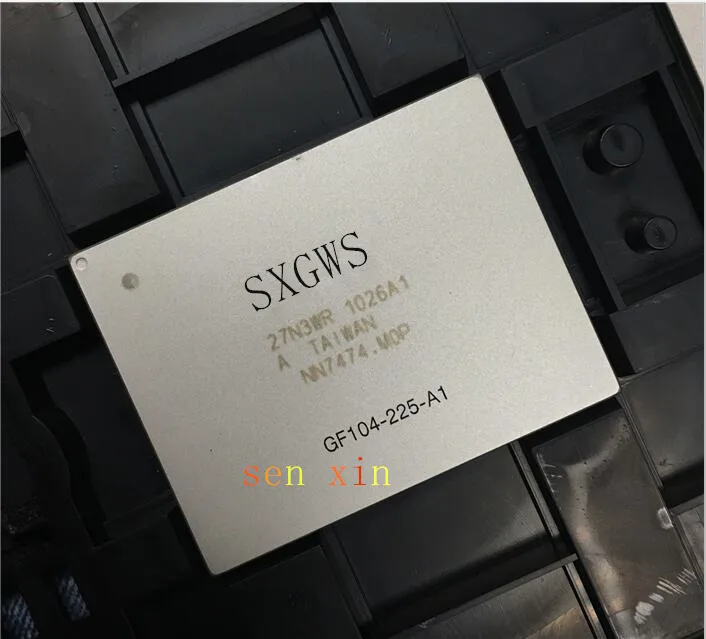 SXGWS
27N3WR 1026A1
A TAIWAN
NN7474.M0P
GF104-225-A1
sen xin